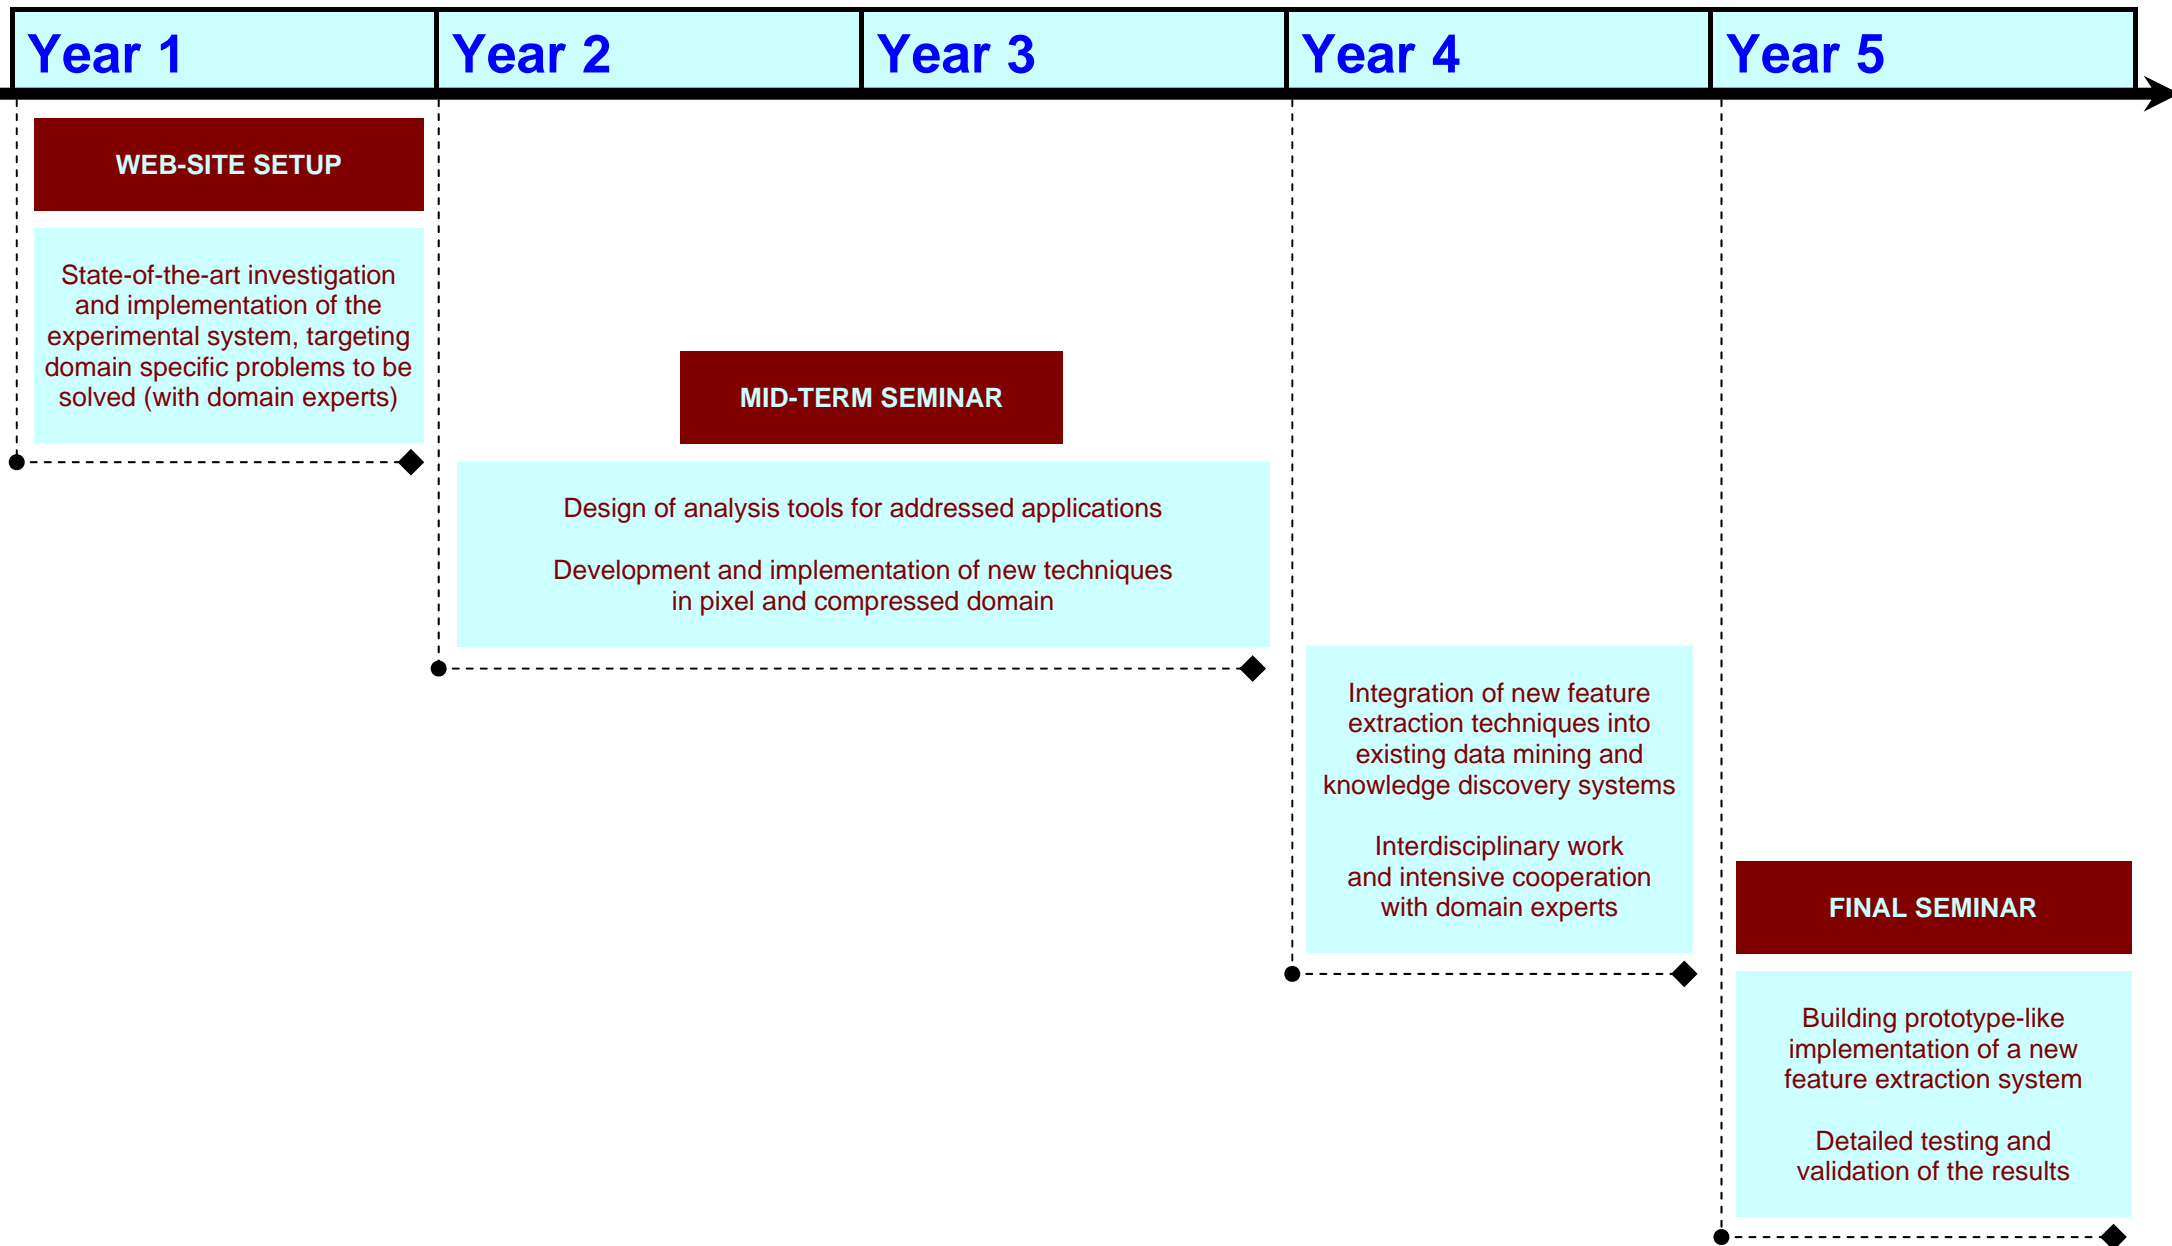 Year 1
Year 2
Year 3
Year 4
Year 5
WEB-SITE SETUP
State-of-the-art investigation
and implementation of the
experimental system, targeting
domain specific problems to be
solved (with domain experts)
MID-TERM SEMINAR
Design of analysis tools for addressed applications
Development and implementation of new techniques
in pixel and compressed domain
Integration of new feature
extraction techniques into
existing data mining and
knowledge discovery systems
Interdisciplinary work
and intensive cooperation
with domain experts
FINAL SEMINAR
Building prototype-like
implementation of a new
feature extraction system
Detailed testing and
validation of the results